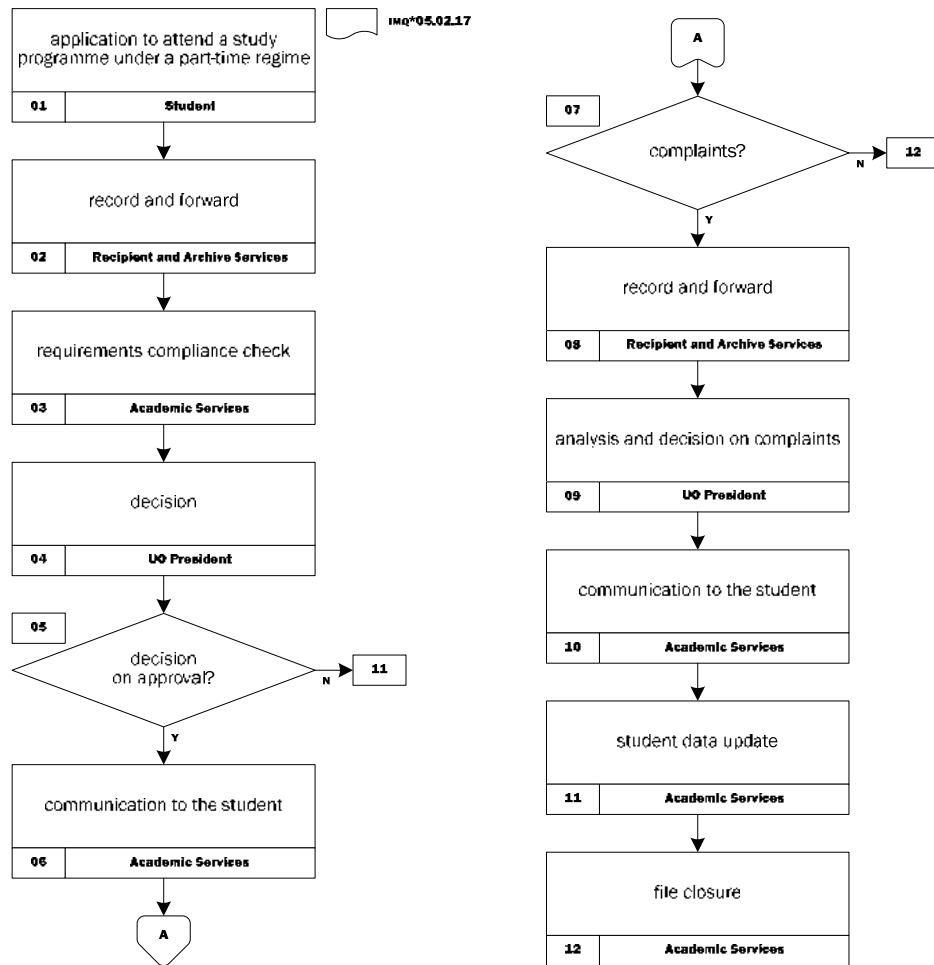 application to attend a study
programme under a part-time regime
01 Student
IMQ*05.02.17
record and forward
02 Recipient and Archive Services
requirements compliance check
03 Academic Services
decision
04 UO President
05
decision
on approval?
N
11
Y
communication to the student
06 Academic Services
A
A
07
complaints?
N
12
Y
record and forward
08 Recipient and Archive Services
analysis and decision on complaints
09 UO President
communication to the student
10 Academic Services
student data update
11 Academic Services
file closure
12 Academic Services